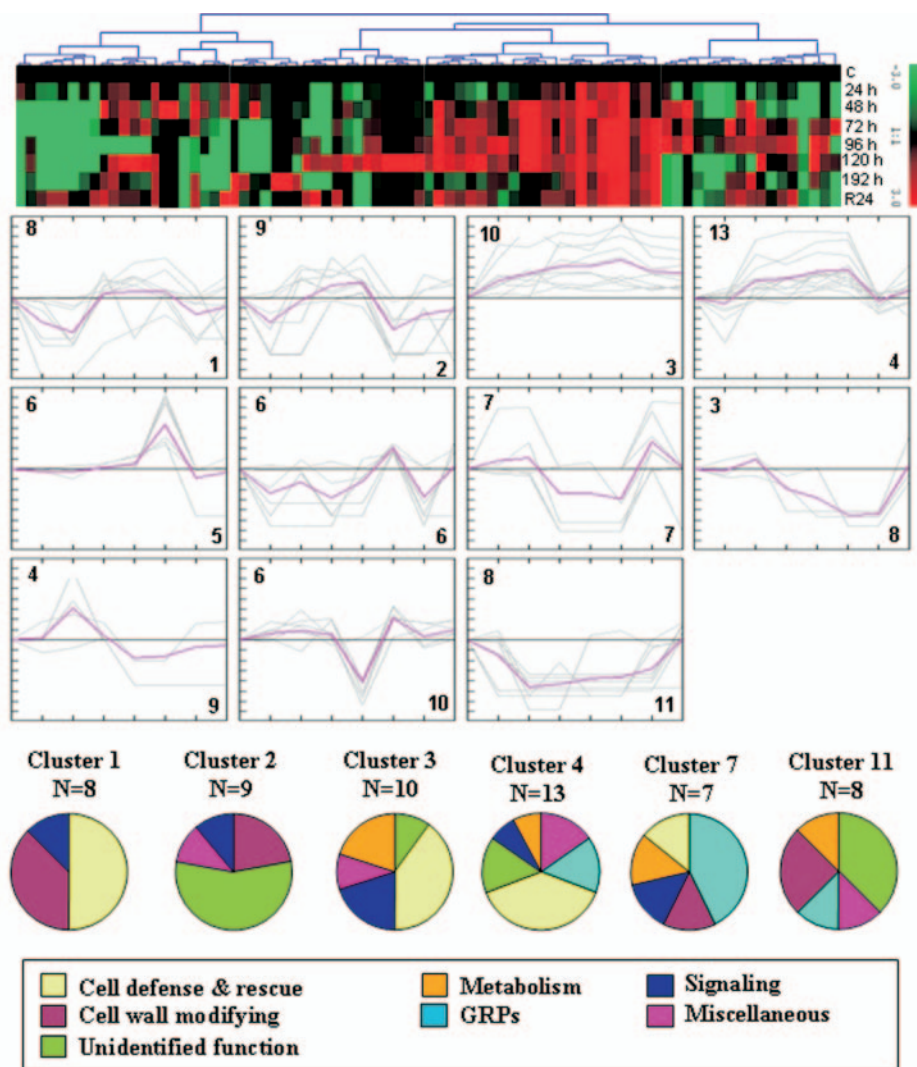 C
24 h
48 h
72 h
96 h
120 h
192 h
R24
-3.0
1:1
3.0
8
1
9
2
10
3
13
4
6
5
6
6
7
7
3
8
4
9
6
10
8
11
Cluster 1
N=8
Cluster 2
N=9
Cluster 3
N=10
Cluster 4
N=13
Cluster 7
N=7
Cluster 11
N=8
Cell defense & rescue
Metabolism
Signaling
Cell wall modifying
GRPs
Miscellaneous
Unidentified function